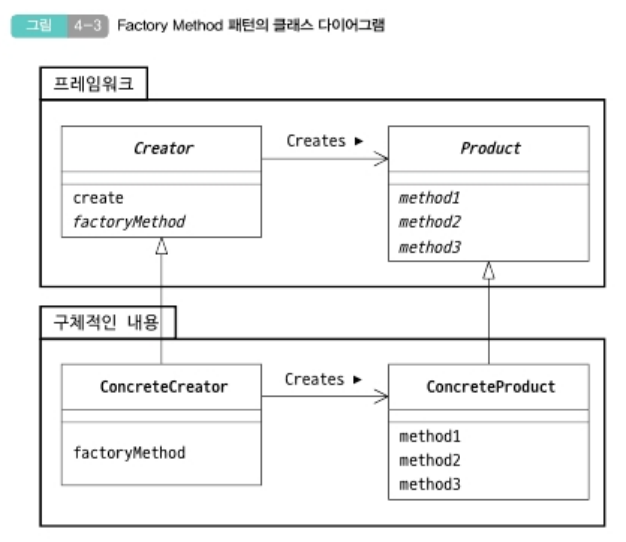 그림 4-3 Factory Method 패턴의 클래스 다이어그램
프레임워크
Creator
Creates ▶
Product
create
factoryMethod
method1
method2
method3
구체적인 내용
ConcreteCreator
Creates ▶
ConcreteProduct
factoryMethod
method1
method2
method3